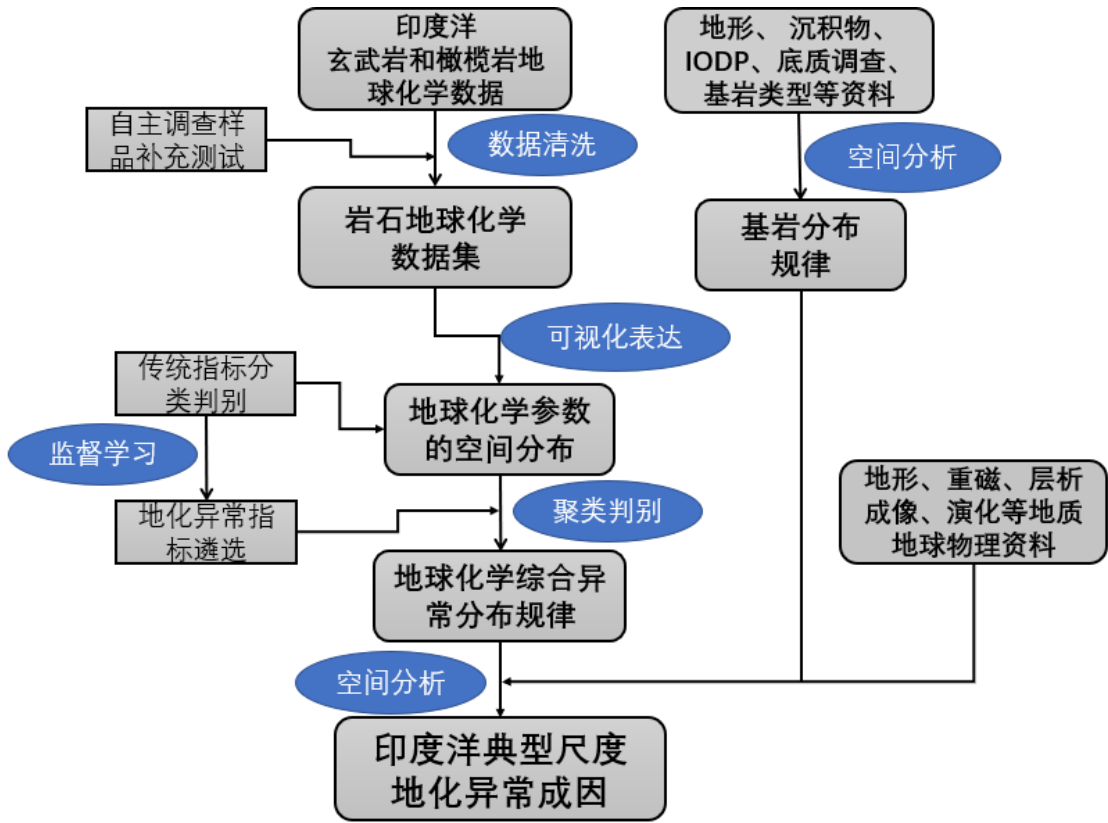 印度洋
玄武岩和橄榄岩地
球化学数据
地形、 沉积物、
IODP、底质调查、
基岩类型等资料
自主调查样
品补充测试
数据清洗
空间分析
岩石地球化学
数据集
基岩分布
规律
可视化表达
传统指标分
类判别
地球化学参数
的空间分布
监督学习
地化异常指
标遴选
聚类判别
地形、重磁、层析
成像、演化等地质
地球物理资料
地球化学综合异
常分布规律
空间分析
印度洋典型尺度
地化异常成因